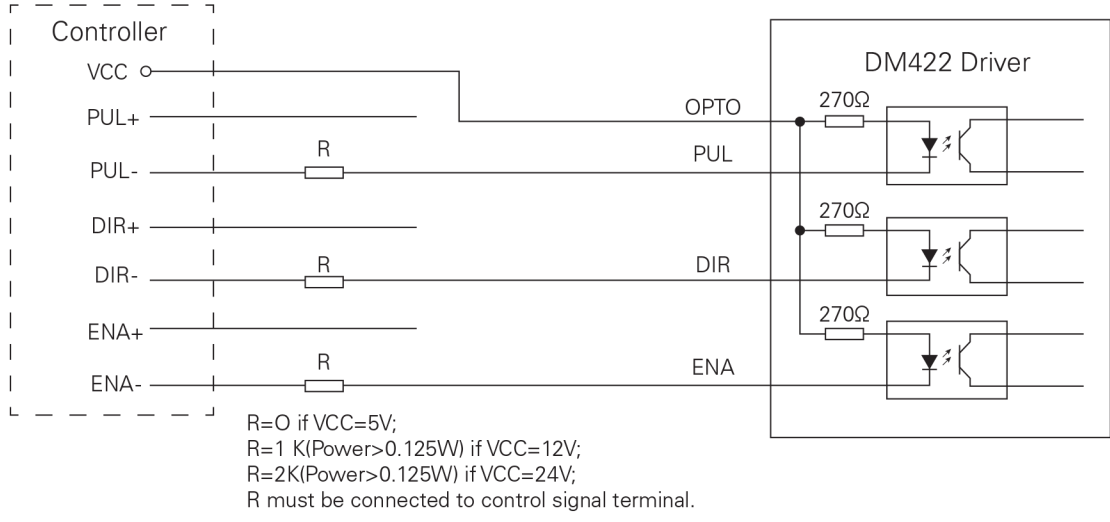 Controller
DM422 Driver
VCC
OPTO
270Ω
PUL+
R
PUL
PUL-
270Ω
DIR+
R
DIR
DIR-
270Ω
ENA+
R
ENA
ENA-
R=O if VCC=5V;
R=1 K(Power>0.125W) if VCC=12V;
R=2K(Power>0.125W) if VCC=24V;
R must be connected to control signal terminal.